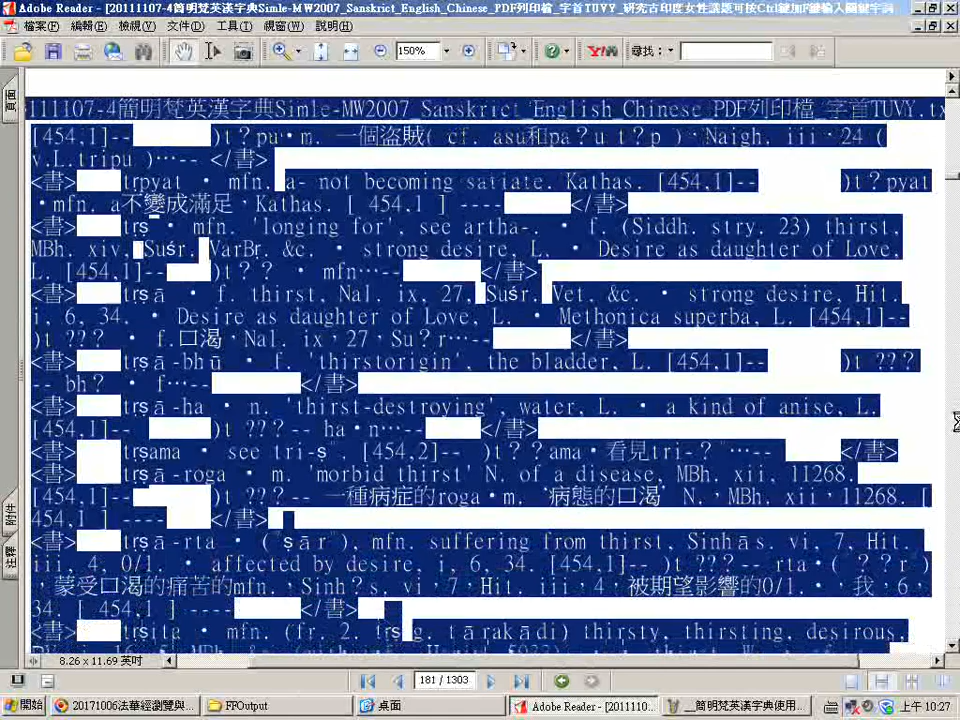 Adobe Reader - [20111107-4簡明梵英漢字典Simle-MW2007_Sanskrict_English_Chinese_PDF列印檔_字首TUVY_研究古印度女性議題可按Ctrl鍵加F鍵輸入關鍵字詞
檔案(F) 編輯(E) 檢視(V) 文件(D) 工具(T) 視窗(W) 說明(H)
150% 尋找:
頁面
111107-4簡明梵英漢字典Simle-MW2007_Sanskrict_English_Chinese_PDF列印檔_字首TUVY.tx
[454,1]-- )t?pu‧m. 一個盜賊( cf. asu和pa?u t?p ),Naigh. iii,24 (
v.L.tripu )…-- </書>
<書> tṛpyat ‧ mfn. a- not becoming satiate. Kathas. [454,1]-- )t?pyat
‧mfn. a不變成滿足,Kathas. [ 454,1 ] ---- </書>
<書> tṛṣ ‧ mfn. 'longing for', see artha-. ‧ f. (Siddh. stry. 23) thirst,
MBh. xiv, Suśr. VarBṛ. &c. ‧ strong desire, L. ‧ Desire as daughter of Love,
L. [454,1]-- )t?? ‧ mfn…-- </書>
<書> tṛṣā ‧ f. thirst, Nal. ix, 27, Suśr. Vet. &c. ‧ strong desire, Hit.
i, 6, 34. ‧ Desire as daughter of Love, L. ‧ Methonica superba, L. [454,1]--
)t ??? ‧ f.口渴,Nal. ix,27,Su?r…-- </書>
<書> tṛṣā-bhū ‧ f. 'thirstorigin', the bladder, L. [454,1]-- )t ???
-- bh? ‧ f…-- </書>
<書> tṛṣā-ha ‧ n. 'thirst-destroying', water, L. ‧ a kind of anise, L.
[454,1]-- )t ???-- ha‧n…-- </書>
<書> tṛṣama ‧ see tri-ṣ°. [454,2]-- )t??ama‧看見tri-?°…-- </書>
<書> tṛṣā-roga ‧ m. 'morbid thirst' N. of a disease, MBh. xii, 11268.
[454,1]-- )t ???-- 一種病症的roga‧m. '病態的口渴' N.,MBh. xii,11268. [
454,1 ] ---- </書>
<書> tṛṣā-rta ‧ (°ṣār°), mfn. suffering from thirst, Sinhās. vi, 7, Hit.
iii, 4, 0/1. ‧ affected by desire, i, 6, 34. [454,1]-- )t ???-- rta‧( ??r )
,蒙受口渴的痛苦的mfn.,Sinh?s. vi,7,Hit. iii,4,被期望影響的0/1.‧ 我,6,
34. [ 454,1 ] ---- </書>
<書> tṛṣita ‧ mfn. (fr. 2. tṛṣ g. tārakādi) thirsty, thirsting, desirous,
附件
注釋
8.26 x 11.69 英吋
181 / 1303
開始 20171006法華經瀏覽與... FFOutput 桌面 Adobe Reader - [2011110... __簡明梵英漢字典使用... 上午 10:27